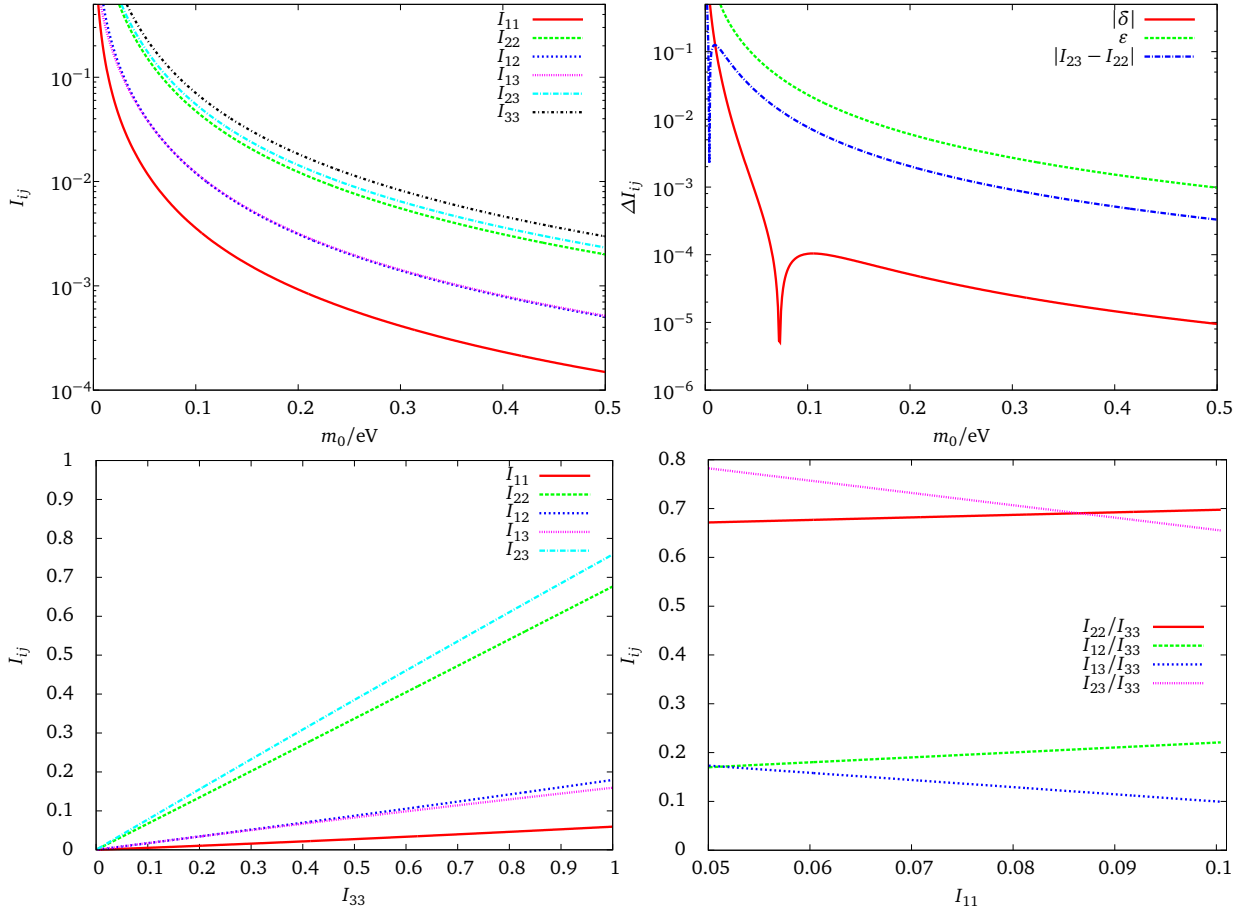 I₁₁
I₂₂
I₁₂
I₁₃
I₂₃
I₃₃
10⁻¹
10⁻²
10⁻³
10⁻⁴
I_ij
0 0.1 0.2 0.3 0.4 0.5
m₀/eV
|δ|
ε
|I₂₃ − I₂₂|
10⁻¹
10⁻²
10⁻³
10⁻⁴
10⁻⁵
10⁻⁶
ΔI_ij
0 0.1 0.2 0.3 0.4 0.5
m₀/eV
I₁₁
I₂₂
I₁₂
I₁₃
I₂₃
1
0.9
0.8
0.7
0.6
0.5
0.4
0.3
0.2
0.1
0
I_ij
0 0.1 0.2 0.3 0.4 0.5 0.6 0.7 0.8 0.9 1
I₃₃
0.8
0.7
0.6
0.5
0.4
0.3
0.2
0.1
0
I_ij
I₂₂/I₃₃
I₁₂/I₃₃
I₁₃/I₃₃
I₂₃/I₃₃
0.05 0.06 0.07 0.08 0.09 0.1
I₁₁